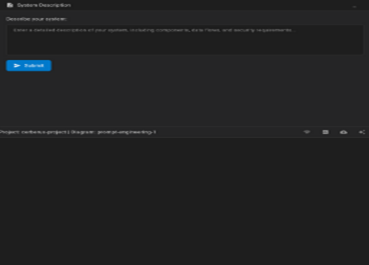 System Description
Describe your system:
Enter a detailed description of your system, including components, data flows, and security requirements.
Submit
Project: Diagram: prompt-engineering-1